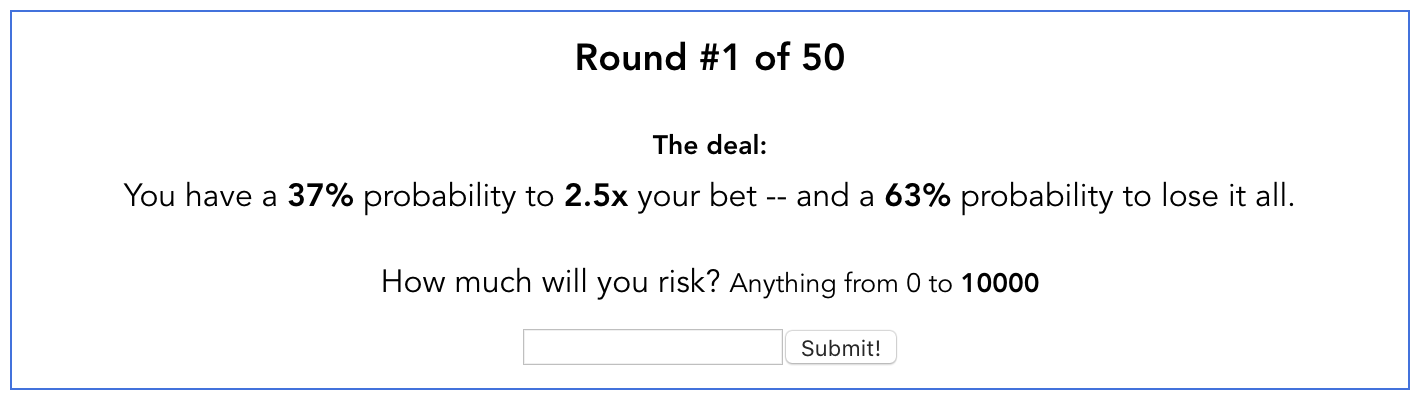 Round #1 of 50
The deal:
You have a 37% probability to 2.5x your bet -- and a 63% probability to lose it all.
How much will you risk? Anything from 0 to 10000
Submit!